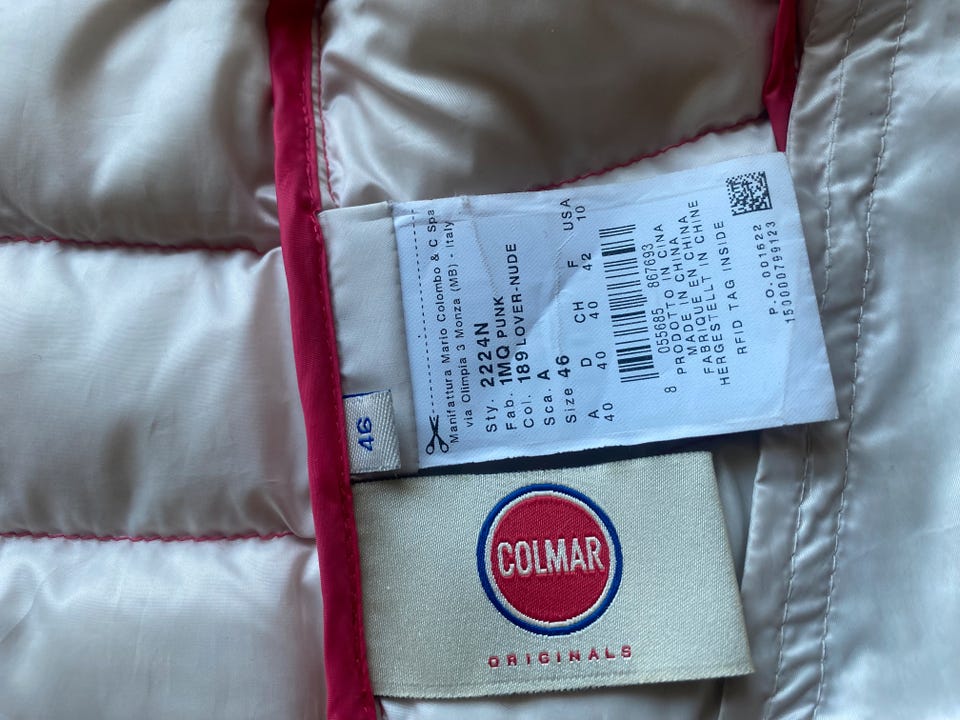 Manifattura Mario Colombo & C Spa
via Olimpia 3 Monza (MB) - Italy
Sty. 2224N
Fab. 1MQ PUNK
Col. 189 LOVER-NUDE
Sca. A
Size 46
A D CH F USA
40 40 40 42 10
8 055685 867693
PRODOTTO IN CINA
MADE IN CHINA
FABRIQUE EN CHINE
HERGESTELLT IN CHINA
RFID TAG INSIDE
P.O. 001622
150000799123
46
COLMAR
ORIGINALS